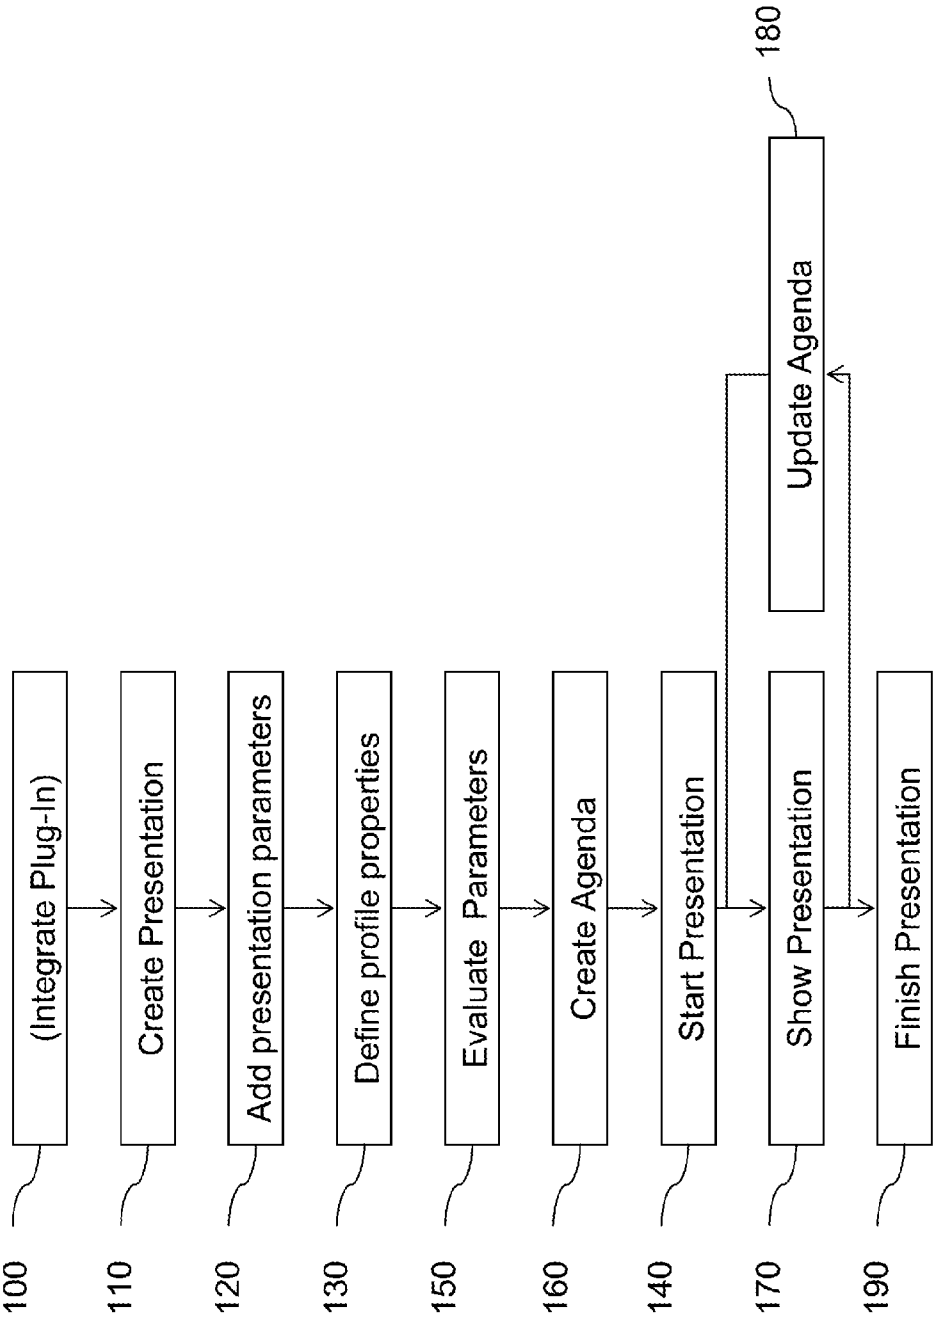 100
(Integrate Plug-In)
110
Create Presentation
120
Add presentation parameters
130
Define profile properties
150
Evaluate Parameters
160
Create Agenda
140
Start Presentation
170
Show Presentation
Update Agenda
180
190
Finish Presentation